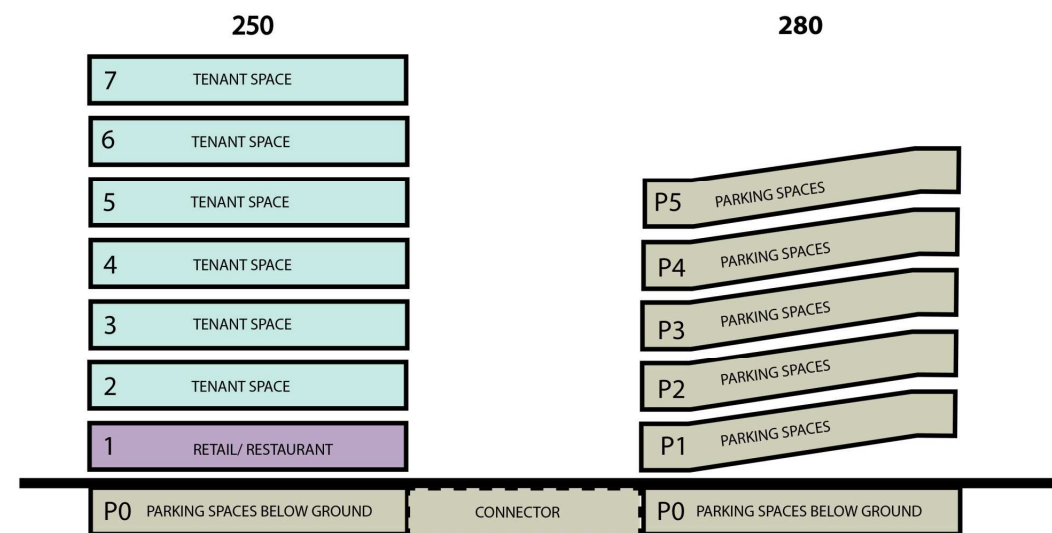 250
280
7 TENANT SPACE
6 TENANT SPACE
5 TENANT SPACE
4 TENANT SPACE
3 TENANT SPACE
2 TENANT SPACE
1 RETAIL/ RESTAURANT
P0 PARKING SPACES BELOW GROUND
CONNECTOR
P5 PARKING SPACES
P4 PARKING SPACES
P3 PARKING SPACES
P2 PARKING SPACES
P1 PARKING SPACES
P0 PARKING SPACES BELOW GROUND